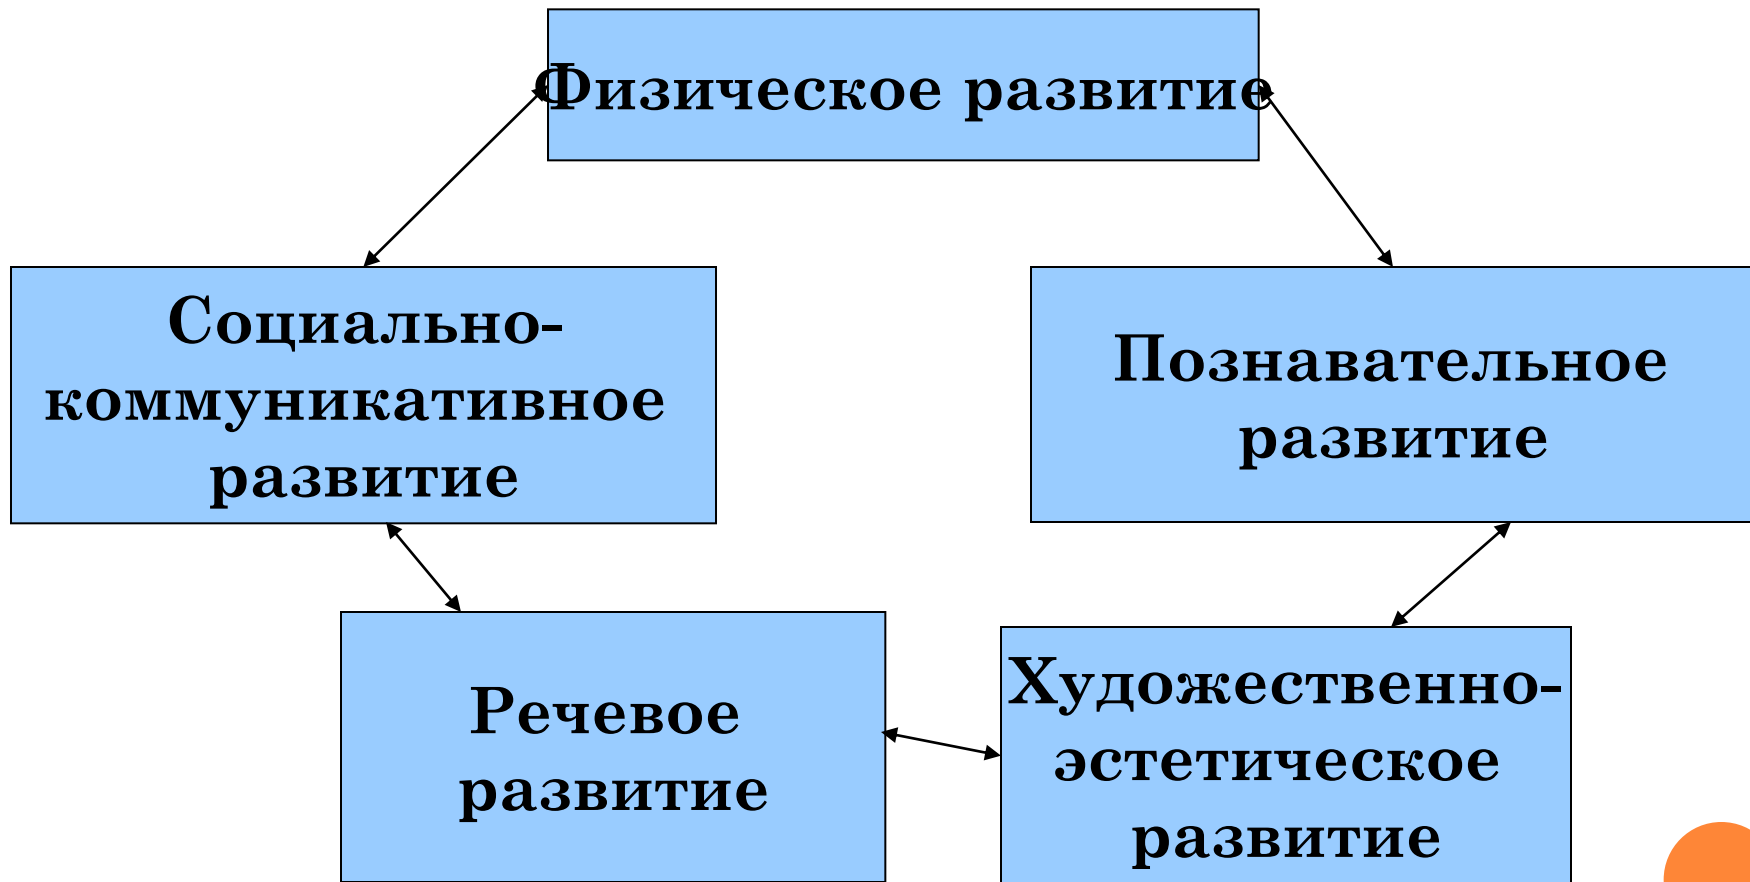 Физическое развитие
Социально-
коммуникативное
развитие
Познавательное
развитие
Речевое
развитие
Художественно-
эстетическое
развитие